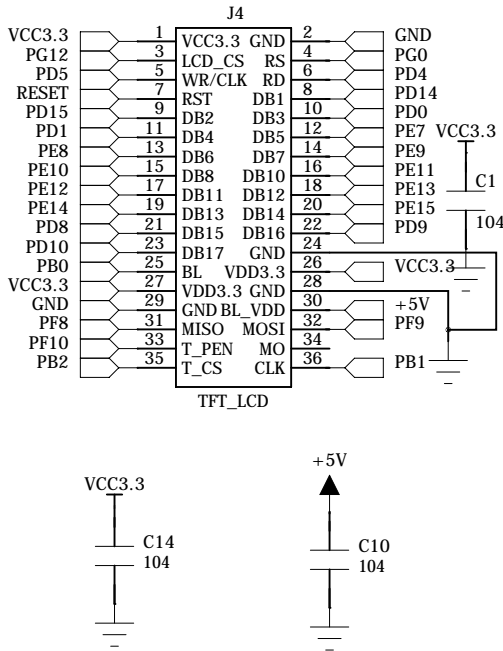 J4
VCC3.3 1 VCC3.3 GND 2 GND
PG12 3 LCD_CS RS 4 PG0
PD5 5 WR/CLK RD 6 PD4
RESET 7 RST DB1 8 PD14
PD15 9 DB2 DB3 10 PD0
PD1 11 DB4 DB5 12 PE7
PE8 13 DB6 DB7 14 PE9
PE10 15 DB8 DB10 16 PE11
PE12 17 DB11 DB12 18 PE13
PE14 19 DB13 DB14 20 PE15
PD8 21 DB15 DB16 22 PD9
PD10 23 DB17 GND 24
PB0 25 BL VDD3.3 26 VCC3.3
VCC3.3 27 VDD3.3 GND 28
GND 29 GND BL_VDD 30 +5V
PF8 31 MISO MOSI 32 PF9
PF10 33 T_PEN MO 34
PB2 35 T_CS CLK 36 PB1
TFT_LCD
VCC3.3
C1
104
VCC3.3
C14
104
+5V
C10
104